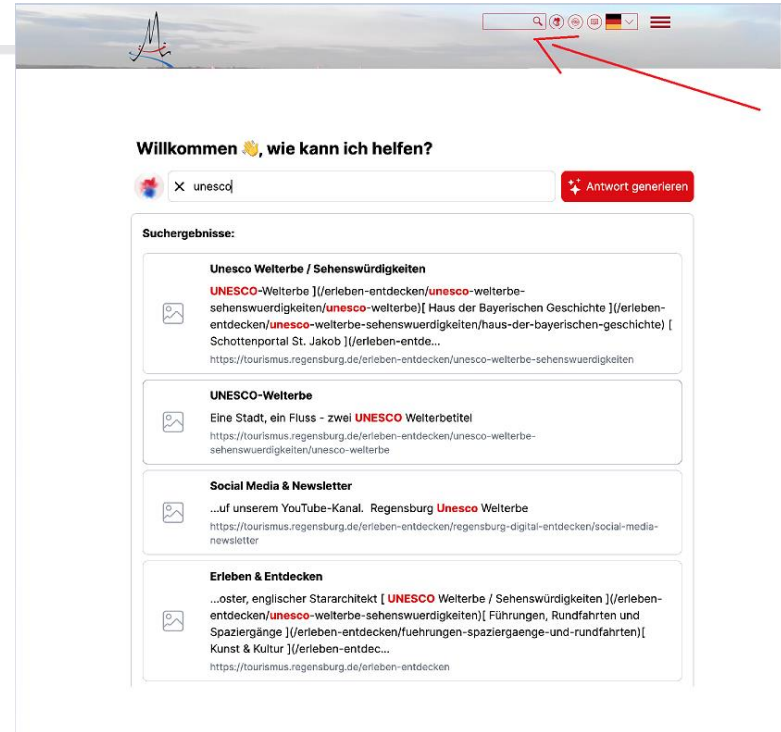 Willkommen 👋, wie kann ich helfen?
unesco
Antwort generieren
Suchergebnisse:
Unesco Welterbe / Sehenswürdigkeiten
UNESCO-Welterbe ](/erleben-entdecken/unesco-welterbe-
sehenswuerdigkeiten/unesco-welterbe)[ Haus der Bayerischen Geschichte ](/erleben-
entdecken/unesco-welterbe-sehenswuerdigkeiten/haus-der-bayerischen-geschichte) [
Schottenportal St. Jakob ](/erleben-entde...
https://tourismus.regensburg.de/erleben-entdecken/unesco-welterbe-sehenswuerdigkeiten
UNESCO-Welterbe
Eine Stadt, ein Fluss - zwei UNESCO Welterbetitel
https://tourismus.regensburg.de/erleben-entdecken/unesco-welterbe-
sehenswuerdigkeiten/unesco-welterbe
Social Media & Newsletter
...uf unserem YouTube-Kanal. Regensburg Unesco Welterbe
https://tourismus.regensburg.de/erleben-entdecken/regensburg-digital-entdecken/social-media-
newsletter
Erleben & Entdecken
...oster, englischer Stararchitekt [ UNESCO Welterbe / Sehenswürdigkeiten ](/erleben-
entdecken/unesco-welterbe-sehenswuerdigkeiten)[ Führungen, Rundfahrten und
Spaziergänge ](/erleben-entdecken/fuehrungen-spaziergaenge-und-rundfahrten)[
Kunst & Kultur ](/erleben-entdec...
https://tourismus.regensburg.de/erleben-entdecken